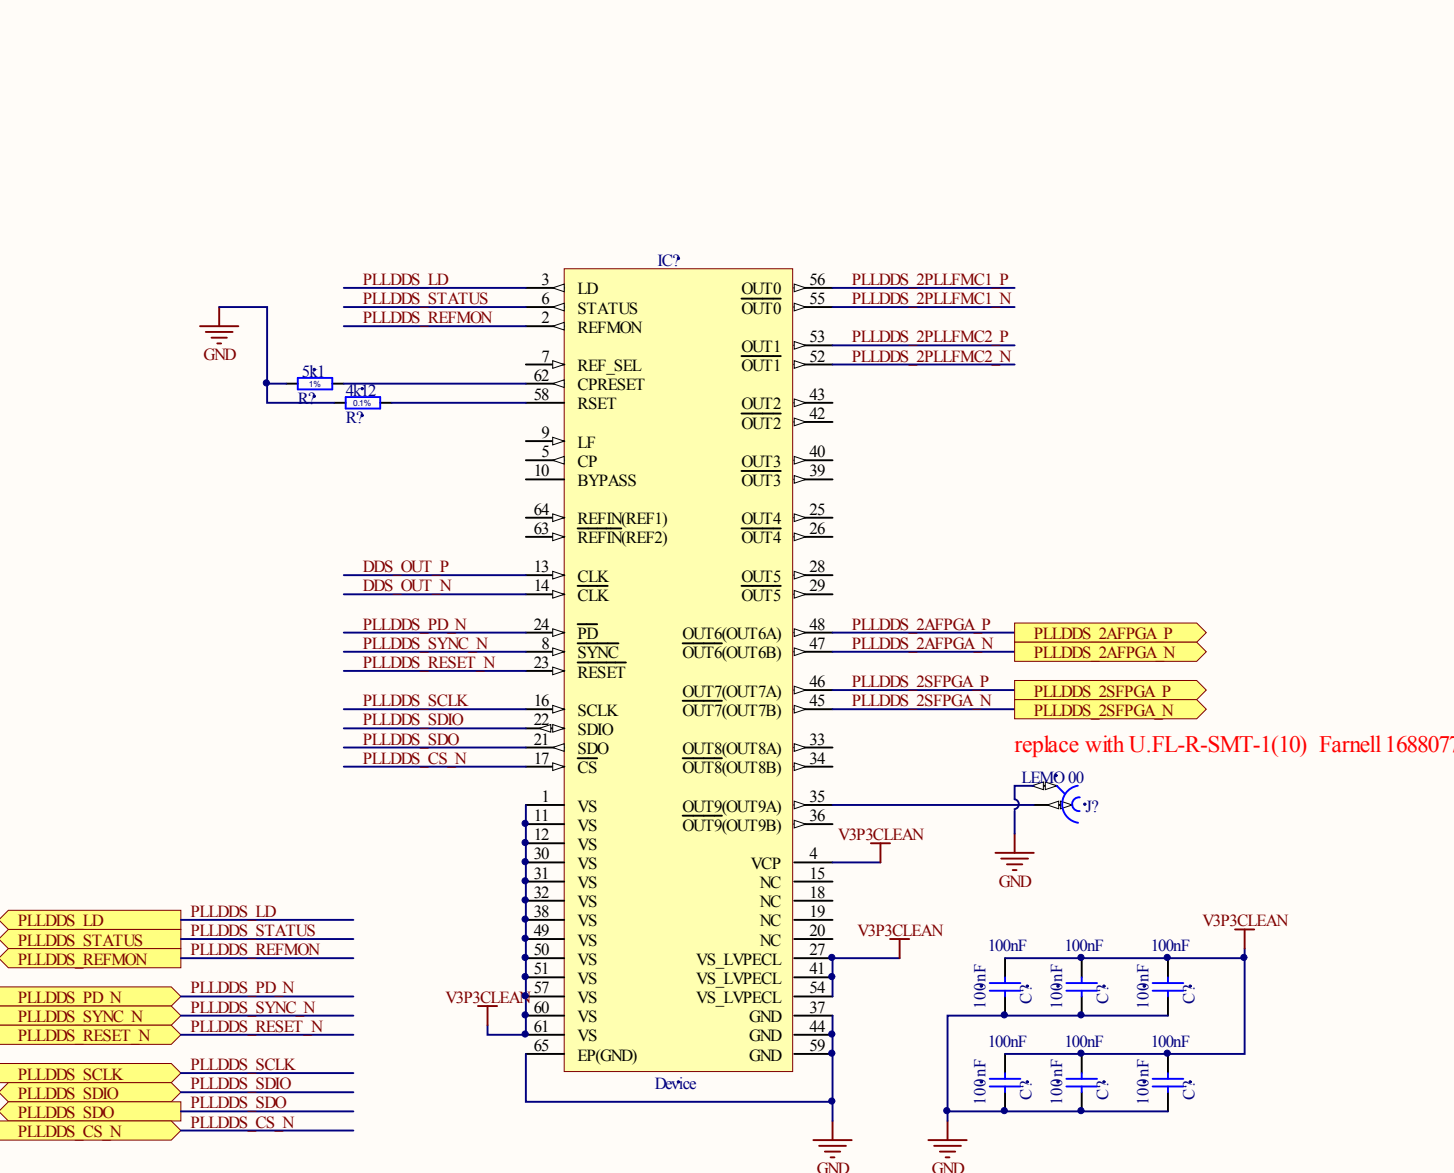 IC?
PLLDDS_LD 3 LD OUT0 56 PLLDDS_2PLLFMC1_P
PLLDDS_STATUS 6 STATUS OUT0 55 PLLDDS_2PLLFMC1_N
PLLDDS_REFMON 2 REFMON
GND
OUT1 53 PLLDDS_2PLLFMC2_P
7 REF_SEL OUT1 52 PLLDDS_2PLLFMC2_N
5k1 1% R? 62 CPRESET
4k12 0.1% R? 58 RSET OUT2 43
OUT2 42
9 LF
5 CP OUT3 40
10 BYPASS OUT3 39
64 REFIN(REF1) OUT4 25
63 REFIN(REF2) OUT4 26
DDS_OUT_P 13 CLK OUT5 28
DDS_OUT_N 14 CLK OUT5 29
PLLDDS_PD_N 24 PD OUT6(OUT6A) 48 PLLDDS_2AFPGA_P PLLDDS_2AFPGA_P
PLLDDS_SYNC_N 8 SYNC OUT6(OUT6B) 47 PLLDDS_2AFPGA_N PLLDDS_2AFPGA_N
PLLDDS_RESET_N 23 RESET
OUT7(OUT7A) 46 PLLDDS_2SFPGA_P PLLDDS_2SFPGA_P
PLLDDS_SCLK 16 SCLK OUT7(OUT7B) 45 PLLDDS_2SFPGA_N PLLDDS_2SFPGA_N
PLLDDS_SDIO 22 SDIO
PLLDDS_SDO 21 SDO OUT8(OUT8A) 33
replace with U.FL-R-SMT-1(10) Farnell 1688077
PLLDDS_CS_N 17 CS OUT8(OUT8B) 34
LEMO 00
1 VS OUT9(OUT9A) 35 J?
11 VS OUT9(OUT9B) 36
12 VS V3P3CLEAN
30 VS VCP 4
31 VS NC 15 GND
32 VS NC 18
38 VS NC 19
49 VS NC 20
50 VS VS_LVPECL 27 V3P3CLEAN
51 VS VS_LVPECL 41
57 VS VS_LVPECL 54
60 VS GND 37
61 VS GND 44
65 EP(GND) GND 59
V3P3CLEAN
Device
GND
PLLDDS_LD PLLDDS_LD
PLLDDS_STATUS PLLDDS_STATUS
PLLDDS_REFMON PLLDDS_REFMON
PLLDDS_PD_N PLLDDS_PD_N
PLLDDS_SYNC_N PLLDDS_SYNC_N
PLLDDS_RESET_N PLLDDS_RESET_N
PLLDDS_SCLK PLLDDS_SCLK
PLLDDS_SDIO PLLDDS_SDIO
PLLDDS_SDO PLLDDS_SDO
PLLDDS_CS_N PLLDDS_CS_N
V3P3CLEAN
100nF 100nF 100nF
100nF C? 100nF C? 100nF C?
100nF 100nF 100nF
100nF C? 100nF C? 100nF C?
GND